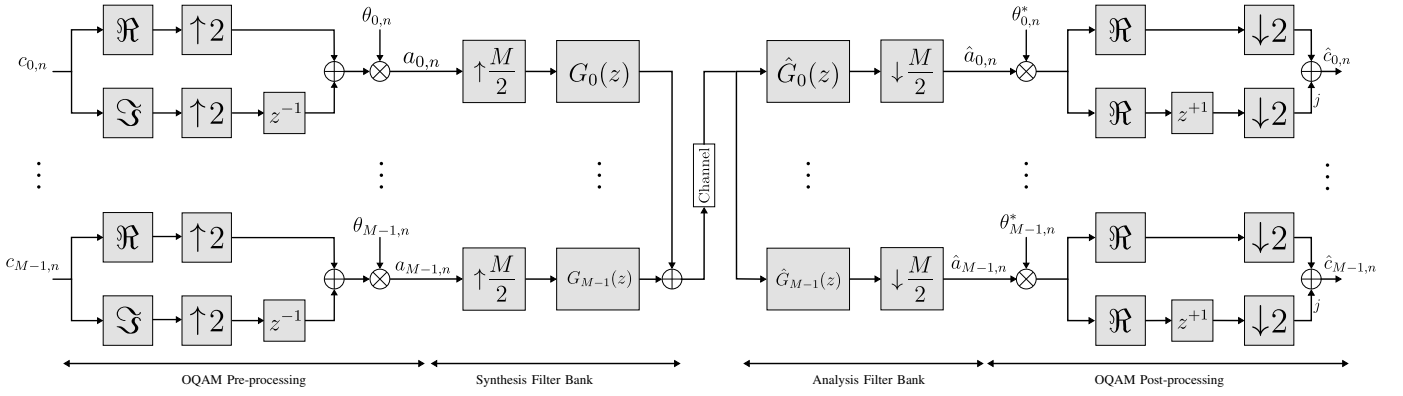 c_{0,n} ℜ ↑2 θ_{0,n} a_{0,n} ↑M/2 G_0(z) Ĝ_0(z) ↓M/2 â_{0,n} θ^*_{0,n} ℜ ↓2 ĉ_{0,n}
ℑ ↑2 z^{-1} ℜ z^{+1} ↓2 j
⋮ ⋮ ⋮ Channel ⋮ ⋮ ⋮
c_{M-1,n} ℜ ↑2 θ_{M-1,n} a_{M-1,n} ↑M/2 G_{M-1}(z) Ĝ_{M-1}(z) ↓M/2 â_{M-1,n} θ^*_{M-1,n} ℜ ↓2 ĉ_{M-1,n}
ℑ ↑2 z^{-1} ℜ z^{+1} ↓2 j
OQAM Pre-processing
Synthesis Filter Bank
Analysis Filter Bank
OQAM Post-processing